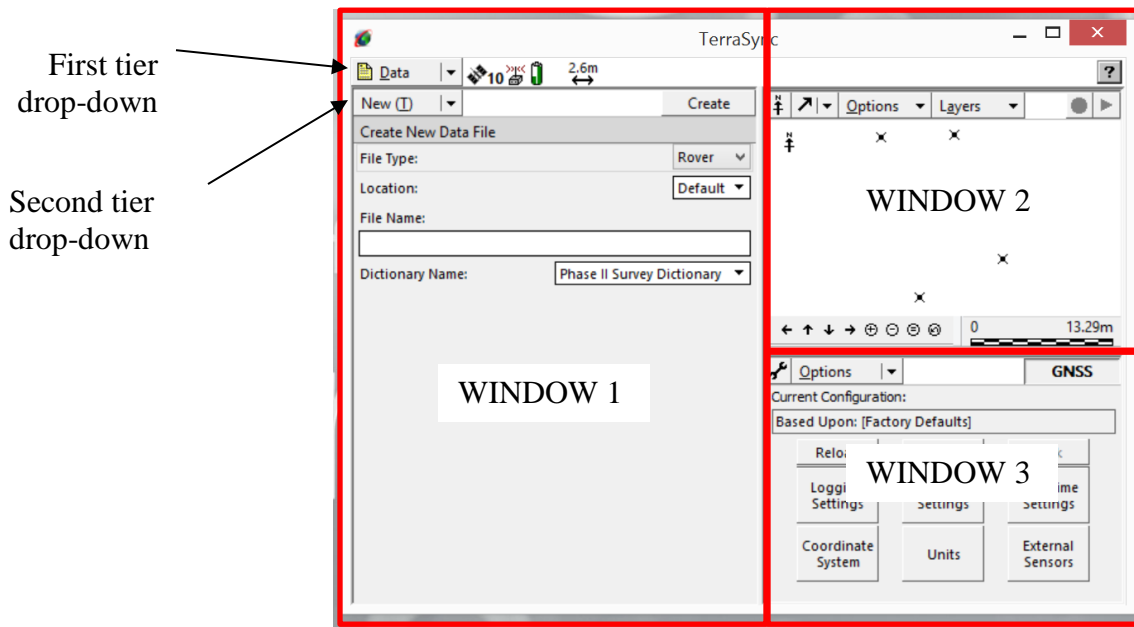 TerraSync
First tier
drop-down
Data
10
2.6m
?
New (T)
Create
Create New Data File
File Type:
Rover
Location:
Default
File Name:
Dictionary Name:
Phase II Survey Dictionary
Second tier
drop-down
WINDOW 1
N
Options
Layers
N
WINDOW 2
0
13.29m
Options
GNSS
Current Configuration:
Based Upon: [Factory Defaults]
WINDOW 3
Settings
Settings
Settings
Coordinate
System
Units
External
Sensors